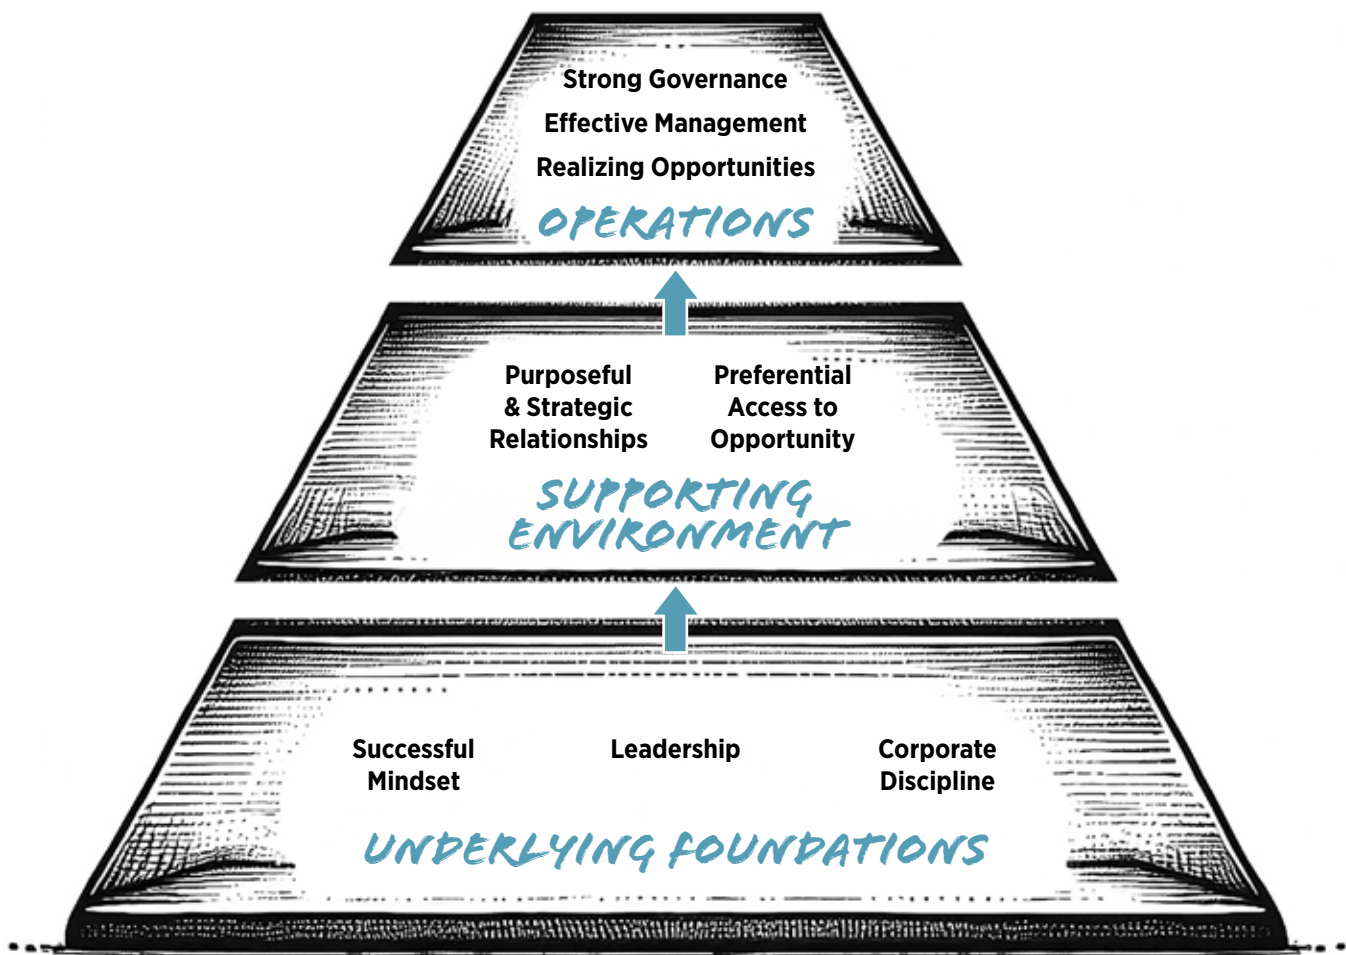 Strong Governance
Effective Management
Realizing Opportunities
OPERATIONS
Purposeful
& Strategic
Relationships
Preferential
Access to
Opportunity
SUPPORTING
ENVIRONMENT
Successful
Mindset
Leadership
Corporate
Discipline
UNDERLYING FOUNDATIONS